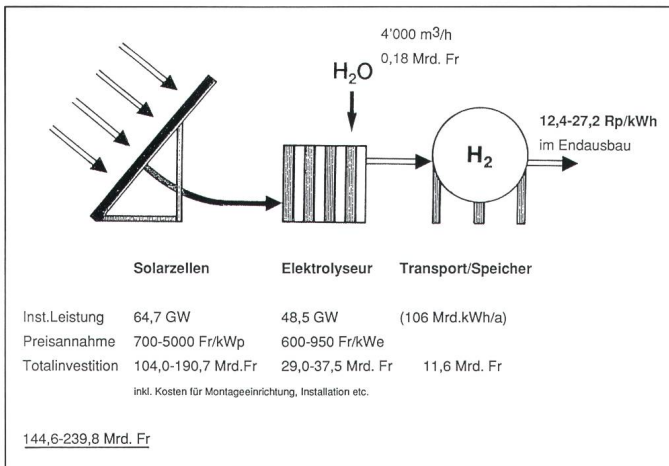 4'000 m³/h
0,18 Mrd. Fr
H₂O
12,4-27,2 Rp/kWh
im Endausbau
H₂
Solarzellen Elektrolyseur Transport/Speicher
Inst.Leistung 64,7 GW 48,5 GW (106 Mrd.kWh/a)
Preisannahme 700-5000 Fr/kWp 600-950 Fr/kWe
Totalinvestition 104,0-190,7 Mrd.Fr 29,0-37,5 Mrd. Fr 11,6 Mrd. Fr
inkl. Kosten für Montageeinrichtung, Installation etc.
144,6-239,8 Mrd. Fr